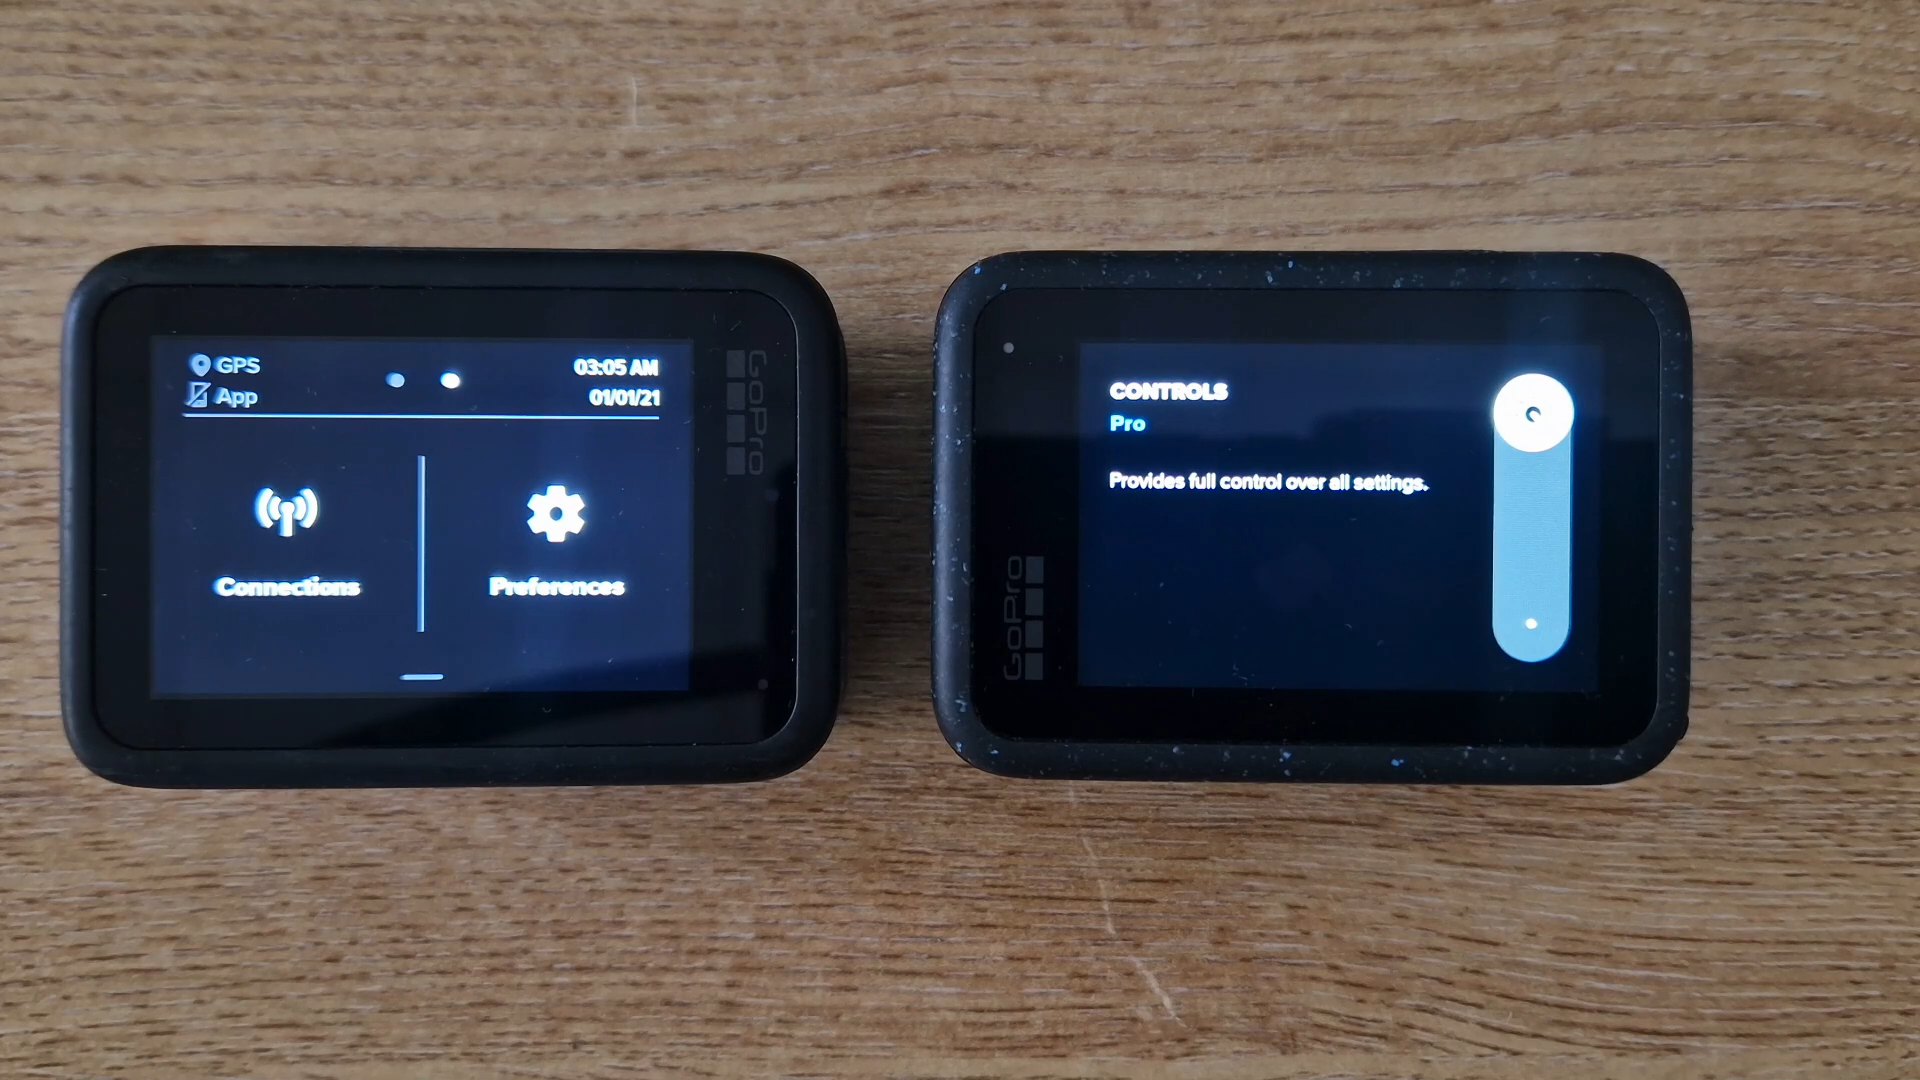 GPS
03:05 AM
App
01/01/21
Connections
Preferences
GoPro
CONTROLS
Pro
Provides full control over all settings.
GoPro